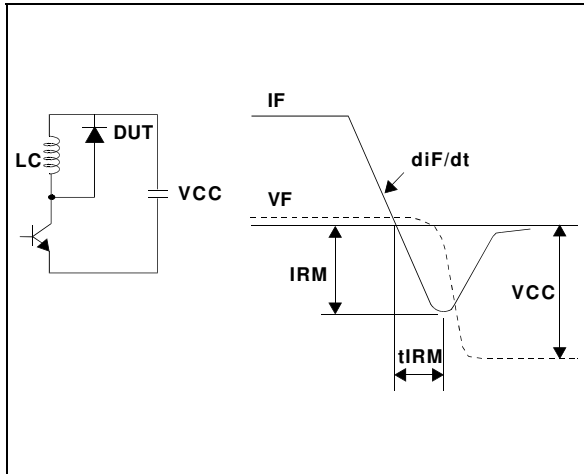 IF
DUT
diF/dt
LC
VCC
VF
IRM
VCC
tIRM